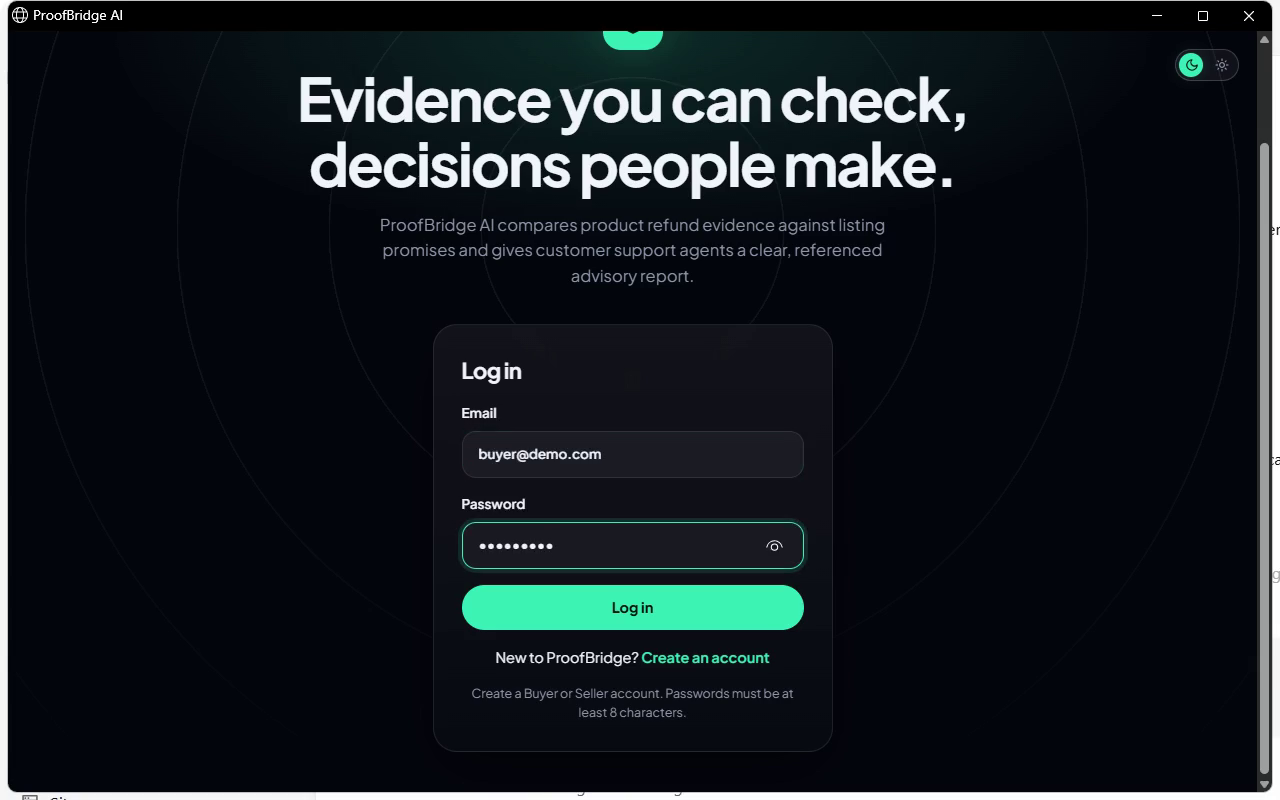 ProofBridge AI
Evidence you can check,
decisions people make.
ProofBridge AI compares product refund evidence against listing
promises and gives customer support agents a clear, referenced
advisory report.
Log in
Email
buyer@demo.com
Password
Log in
New to ProofBridge? Create an account
Create a Buyer or Seller account. Passwords must be at
least 8 characters.